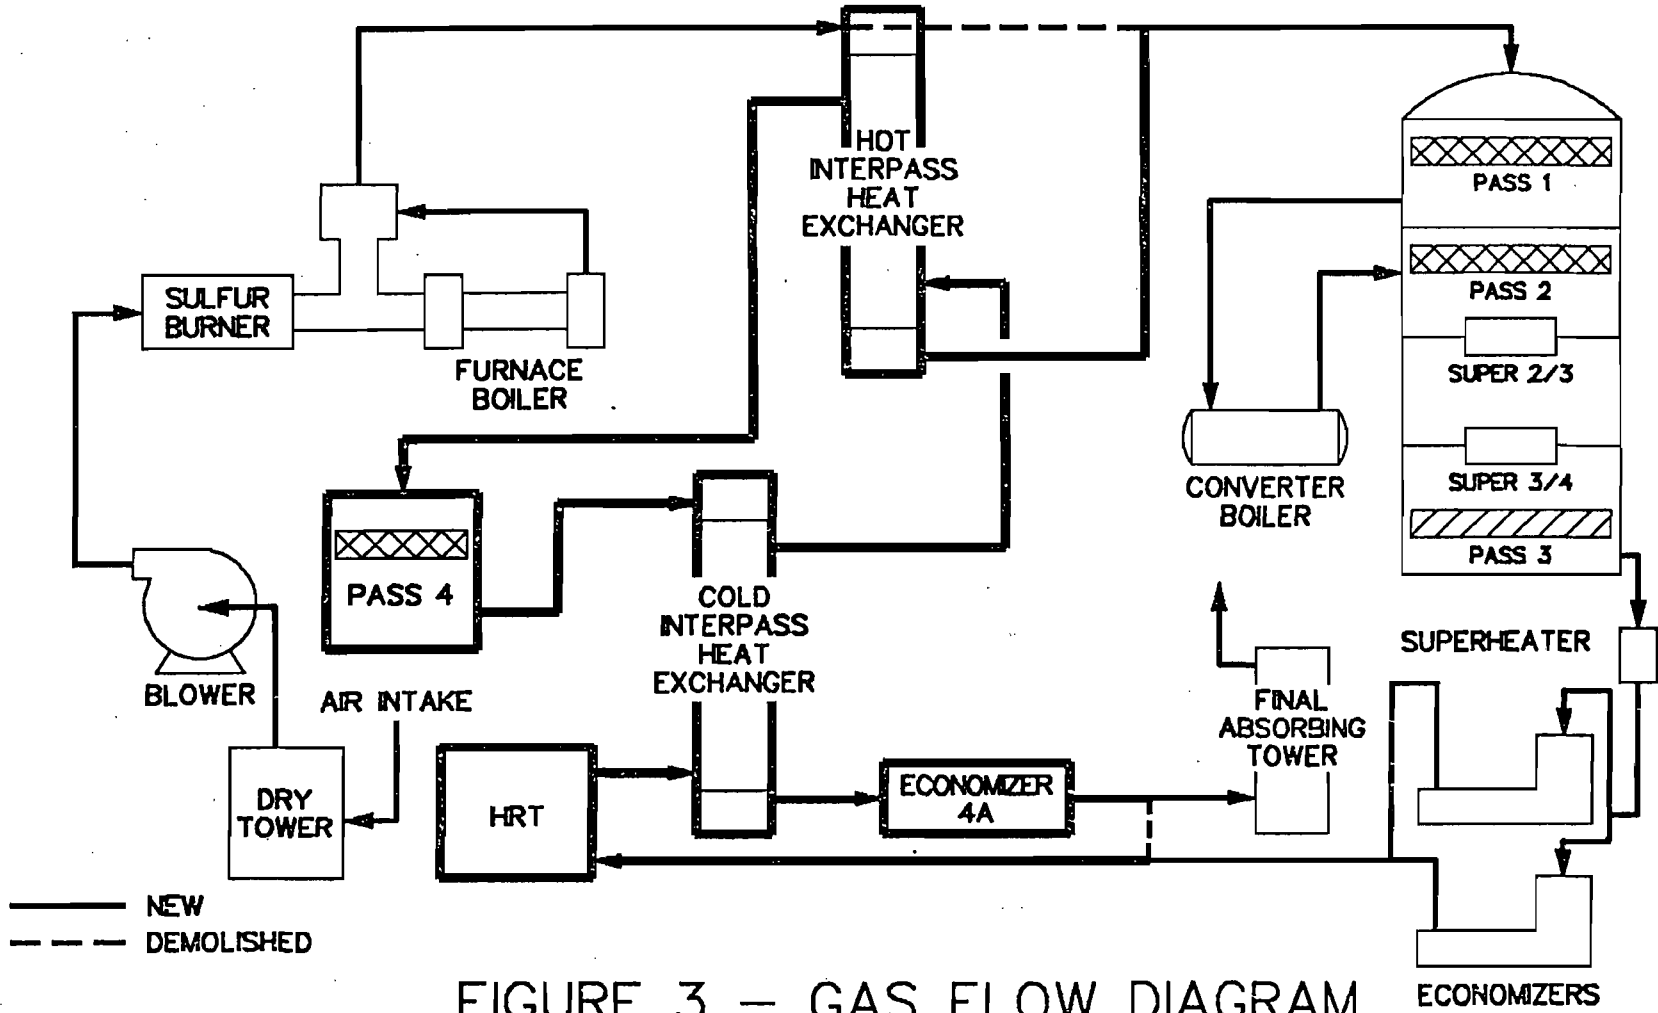 HOT
INTERPASS
HEAT
EXCHANGER
PASS 1
PASS 2
SULFUR
BURNER
FURNACE
BOILER
SUPER 2/3
SUPER 3/4
CONVERTER
BOILER
PASS 3
PASS 4
COLD
INTERPASS
HEAT
EXCHANGER
SUPERHEATER
BLOWER
AIR INTAKE
FINAL
ABSORBING
TOWER
DRY
TOWER
HRT
ECONOMIZER
4A
NEW
DEMOLISHED
FIGURE 3 – GAS FLOW DIAGRAM
ECONOMIZERS